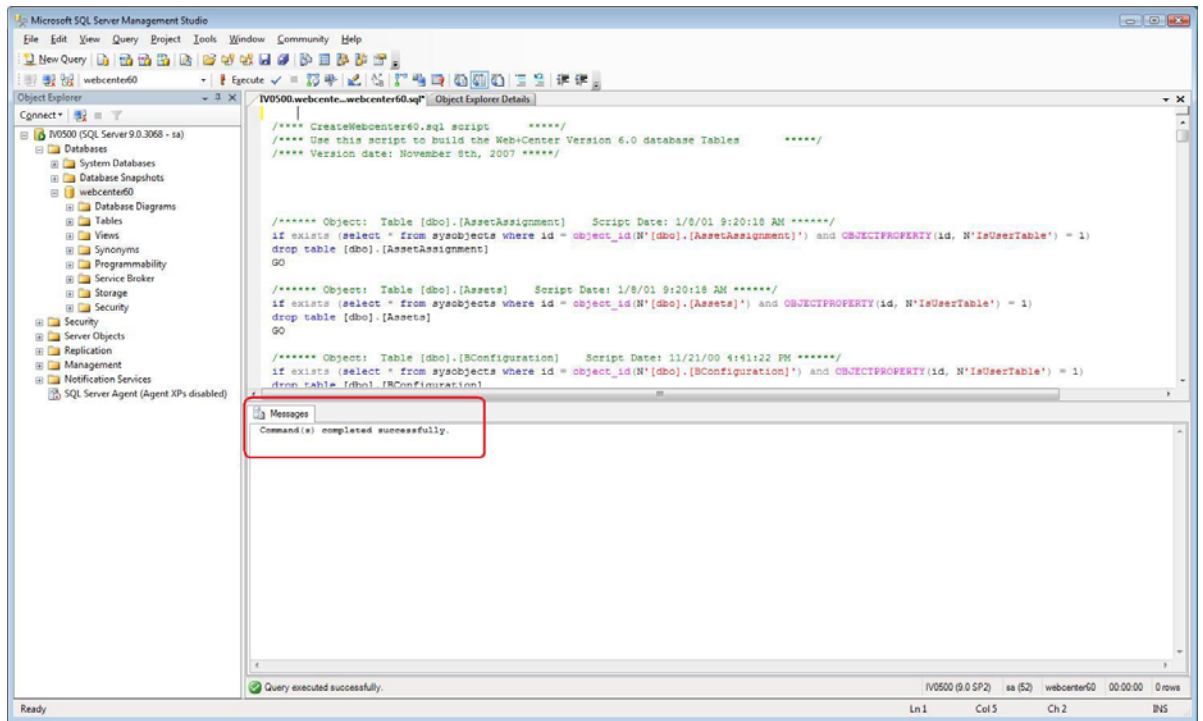 Microsoft SQL Server Management Studio
File Edit View Query Project Tools Window Community Help
New Query
webcenter60 Execute
Object Explorer
Connect
IV0500 (SQL Server 9.0.3068 - sa)
Databases
System Databases
Database Snapshots
webcenter60
Database Diagrams
Tables
Views
Synonyms
Programmability
Service Broker
Storage
Security
Security
Server Objects
Replication
Management
Notification Services
SQL Server Agent (Agent XPs disabled)
IV0500.webcente...webcenter60.sql* Object Explorer Details
/**** CreateWebcenter60.sql script *****/
/**** Use this script to build the Web+Center Version 6.0 database Tables *****/
/**** Version date: November 8th, 2007 *****/
/****** Object: Table [dbo].[AssetAssignment] Script Date: 1/8/01 9:20:18 AM ******/
if exists (select * from sysobjects where id = object_id(N'[dbo].[AssetAssignment]') and OBJECTPROPERTY(id, N'IsUserTable') = 1)
drop table [dbo].[AssetAssignment]
GO
/****** Object: Table [dbo].[Assets] Script Date: 1/8/01 9:20:18 AM ******/
if exists (select * from sysobjects where id = object_id(N'[dbo].[Assets]') and OBJECTPROPERTY(id, N'IsUserTable') = 1)
drop table [dbo].[Assets]
GO
/****** Object: Table [dbo].[BConfiguration] Script Date: 11/21/00 4:41:22 PM ******/
if exists (select * from sysobjects where id = object_id(N'[dbo].[BConfiguration]') and OBJECTPROPERTY(id, N'IsUserTable') = 1)
drop table [dbo].[BConfiguration]
Messages
Command(s) completed successfully.
Query executed successfully. IV0500 (9.0 SP2) sa (52) webcenter60 00:00:00 0 rows
Ready Ln 1 Col 5 Ch 2 INS